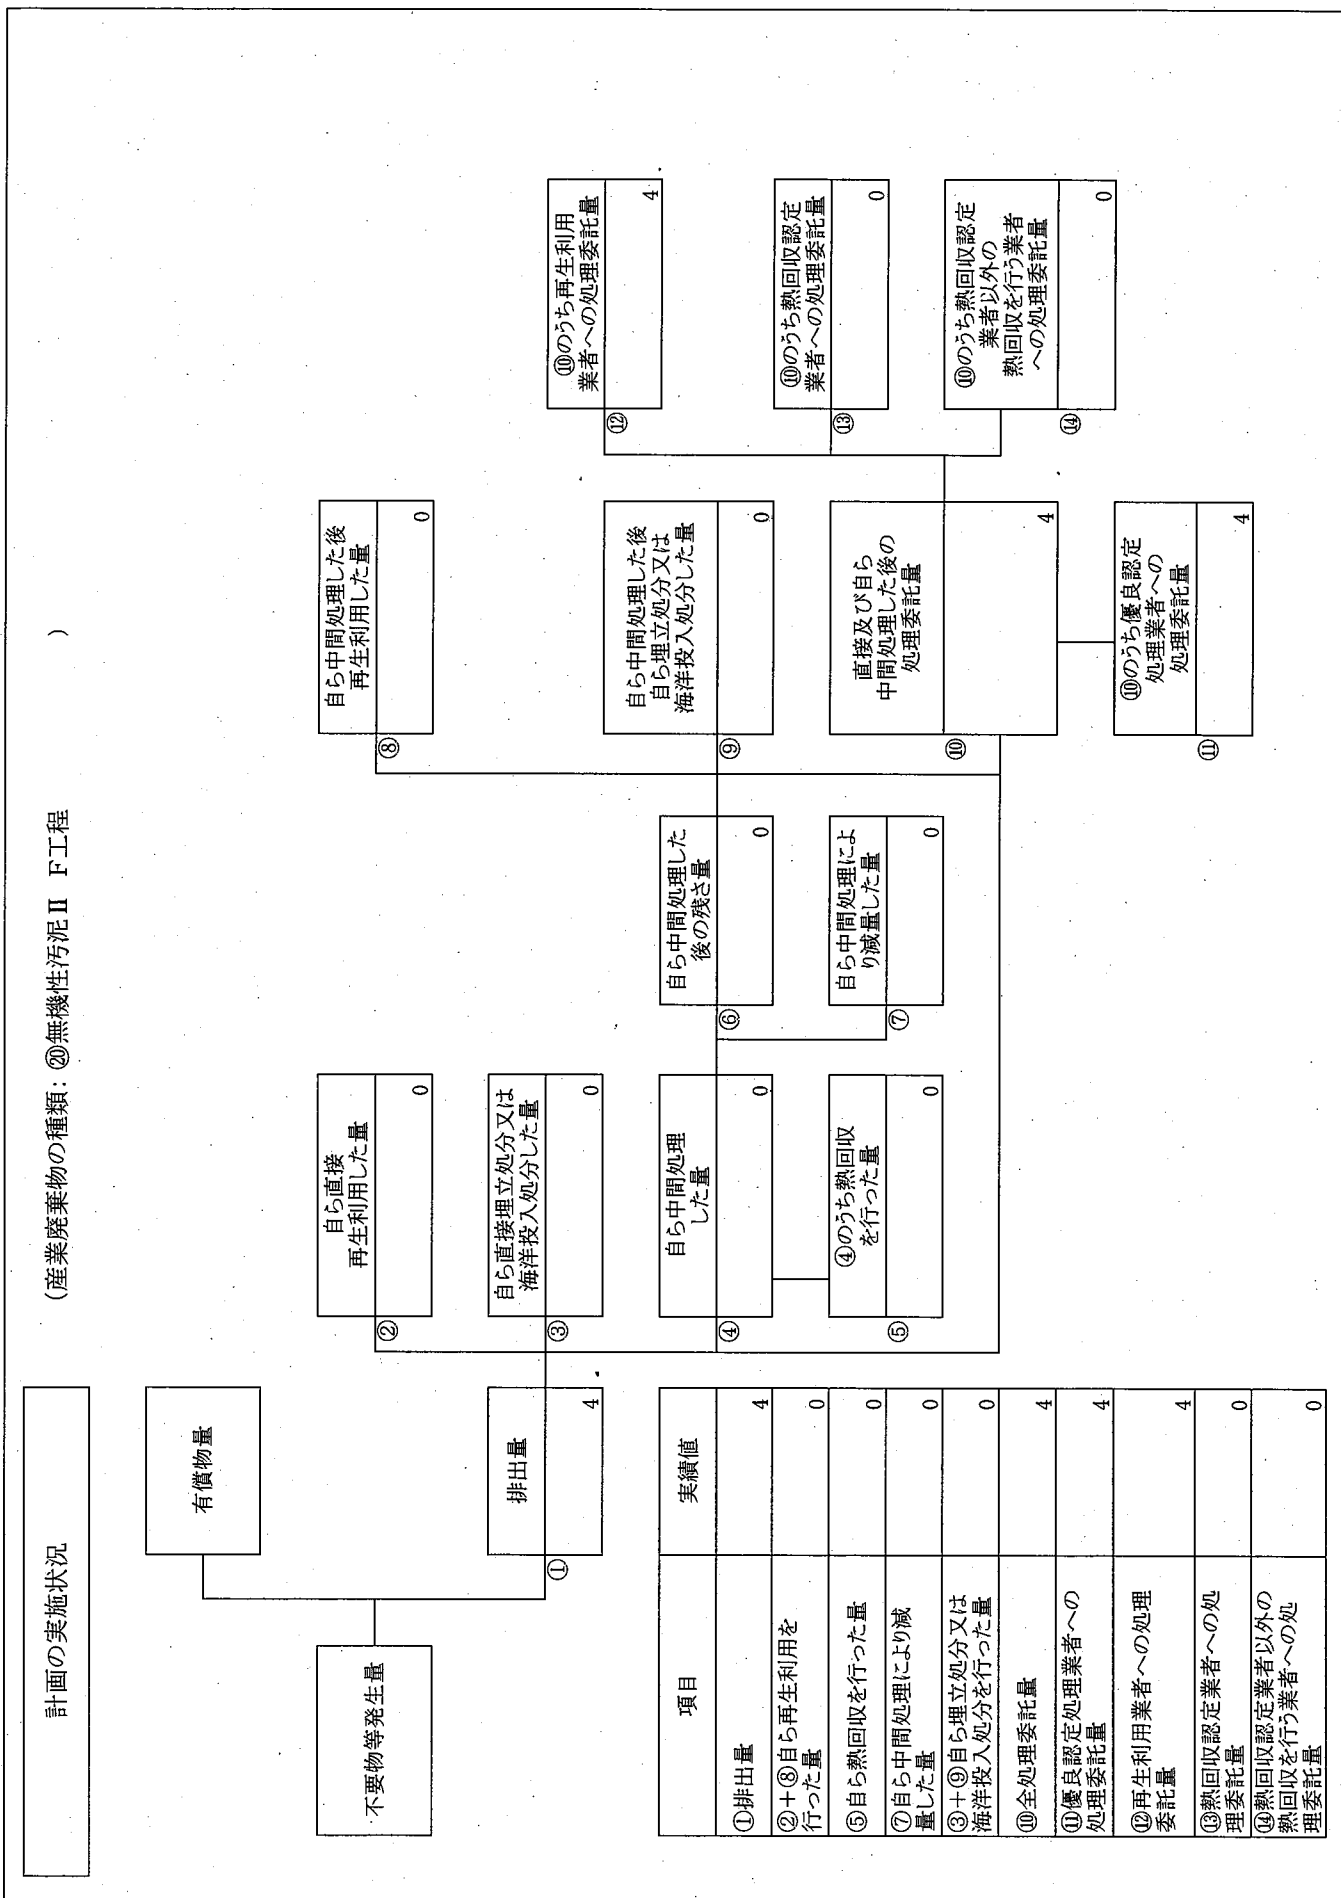 計画の実施状況
(産業廃棄物の種類: ⑳無機性汚泥Ⅱ F工程 )
不要物等発生量
有償物量
①
排出量
4
②
自ら直接
再生利用した量
0
③
自ら直接埋立処分又は
海洋投入処分した量
0
④
自ら中間処理
した量
0
⑤
④のうち熱回収
を行った量
0
⑥
自ら中間処理した
後の残さ量
0
⑦
自ら中間処理によ
り減量した量
0
⑧
自ら中間処理した後
再生利用した量
0
⑨
自ら中間処理した後
自ら埋立処分又は
海洋投入処分した量
0
⑩
直接及び自ら
中間処理した後の
処理委託量
4
⑪
⑩のうち優良認定
処理業者への
処理委託量
4
⑫
⑩のうち再生利用
業者への処理委託量
4
⑬
⑩のうち熱回収認定
業者への処理委託量
0
⑭
⑩のうち熱回収認定
業者以外の
熱回収を行う業者
への処理委託量
0
項目 実績値
①排出量 4
②+⑧自ら再生利用を
行った量 0
⑤自ら熱回収を行った量 0
⑦自ら中間処理により減
量した量 0
③+⑨自ら埋立処分又は
海洋投入処分を行った量 0
⑩全処理委託量 4
⑪優良認定処理業者への
処理委託量 4
⑫再生利用業者への処理
委託量 4
⑬熱回収認定業者への処
理委託量 0
⑭熱回収認定業者以外の
熱回収を行う業者への処
理委託量 0